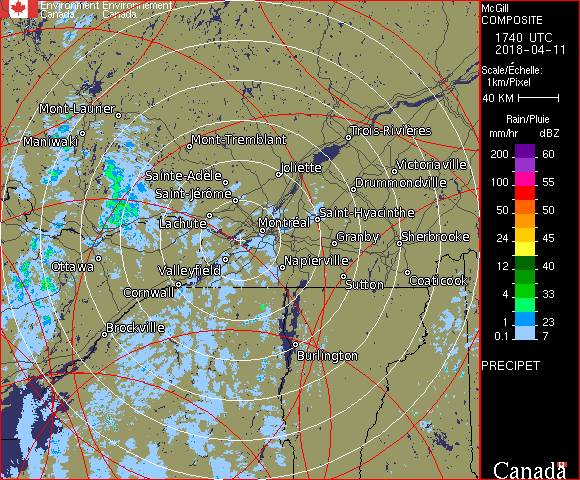 Environment Environnement
Canada Canada
McGill
COMPOSITE
1740 UTC
2018-04-11
Scale/Échelle:
1km/Pixel
40 KM
Rain/Pluie
mm/hr dBZ
200 60
100 55
50 50
24 45
12 40
4 33
1 23
0.1 7
PRECIPET
Canada
Mont-Laurier
Maniwaki
Mont-Tremblant
Trois-Rivières
Sainte-Adèle
Joliette
Victoriaville
Saint-Jérôme
Drummondville
Lachute
Montréal
Saint-Hyacinthe
Granby
Sherbrooke
Ottawa
Valleyfield
Napierville
Cornwall
Sutton
Coaticook
Brockville
Burlington